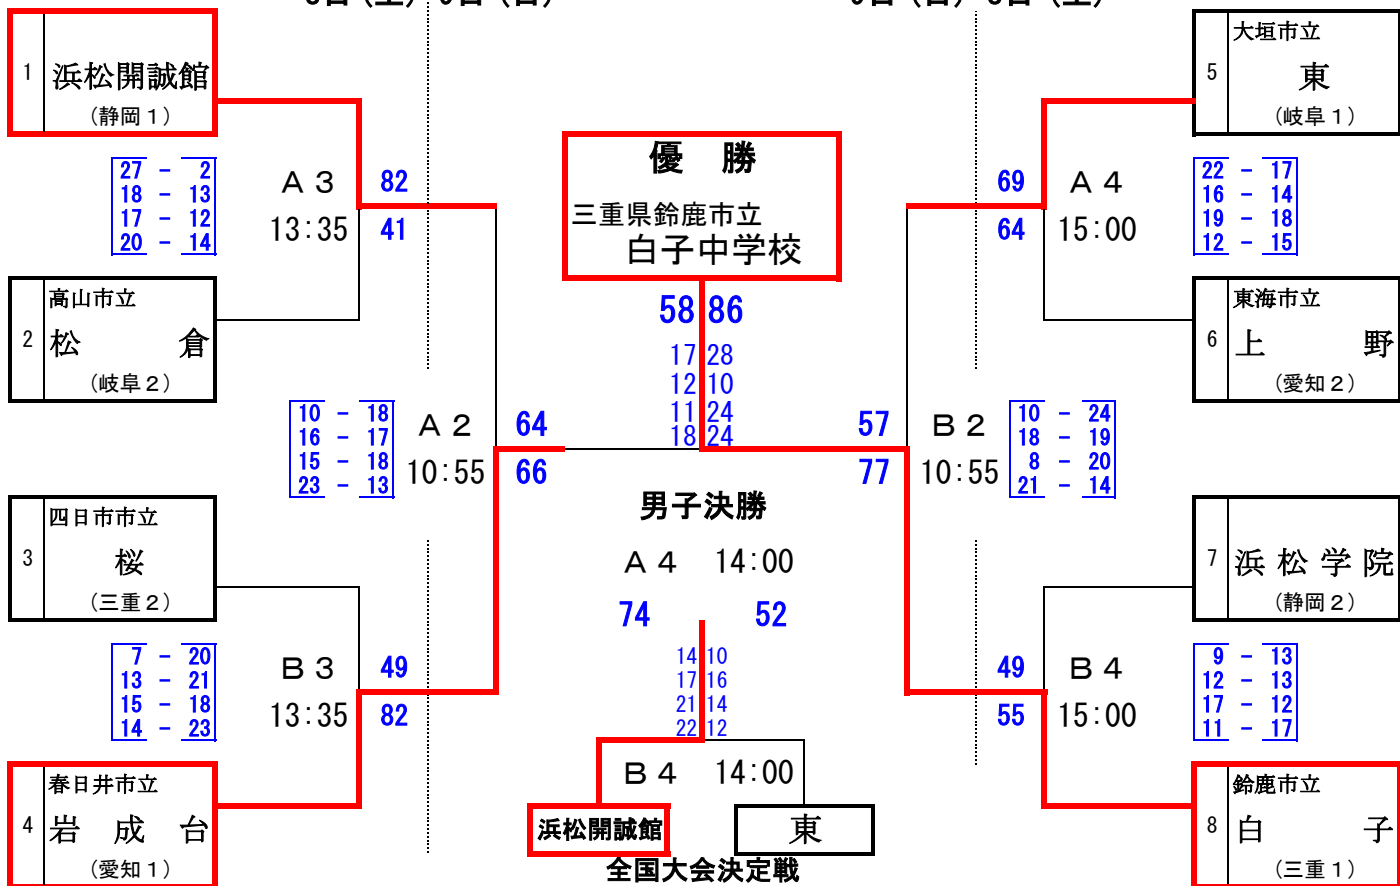 1
浜松開誠館
(静岡1)
27 - 2
18 - 13
17 - 12
20 - 14
A3
13:35
82
41
2
高山市立
松倉
(岐阜2)
10 - 18
16 - 17
15 - 18
23 - 13
A2
10:55
64
66
3
四日市市立
桜
(三重2)
7 - 20
13 - 21
15 - 18
14 - 23
B3
13:35
49
82
4
春日井市立
岩成台
(愛知1)
優勝
三重県鈴鹿市立
白子中学校
58 86
17 28
12 10
11 24
18 24
男子決勝
A4 14:00
74 52
14 10
17 16
21 14
22 12
B4 14:00
浜松開誠館
東
全国大会決定戦
5
大垣市立
東
(岐阜1)
69
64
A4
15:00
22 - 17
16 - 14
19 - 18
12 - 15
6
東海市立
上野
(愛知2)
57
77
B2
10:55
10 - 24
18 - 19
8 - 20
21 - 14
7
浜松学院
(静岡2)
49
55
B4
15:00
9 - 13
12 - 13
17 - 12
11 - 17
8
鈴鹿市立
白子
(三重1)